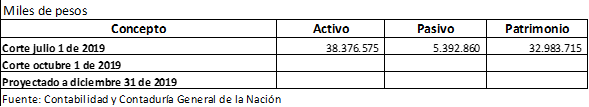 Miles de pesos
Concepto Activo Pasivo Patrimonio
Corte julio 1 de 2019 38.376.575 5.392.860 32.983.715
Corte octubre 1 de 2019
Proyectado a diciembre 31 de 2019
Fuente: Contabilidad y Contaduría General de la Nación